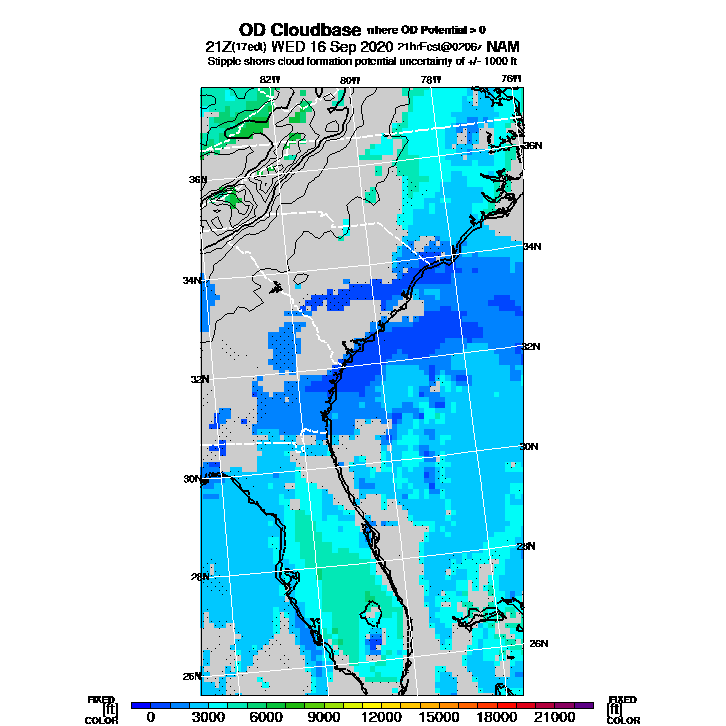 OD Cloudbase where OD Potential > 0
21Z(17edt) WED 16 Sep 2020 21hrFcst@0206z NAM
Stipple shows cloud formation potential uncertainty of +/- 1000 ft
82W 80W 78W 76W
36N
36N
34N
34N
32N
32N
30N
30N
28N
28N
26N
26N
FIXED FIXED
[ft] [ft]
COLOR COLOR
0 3000 6000 9000 12000 15000 18000 21000